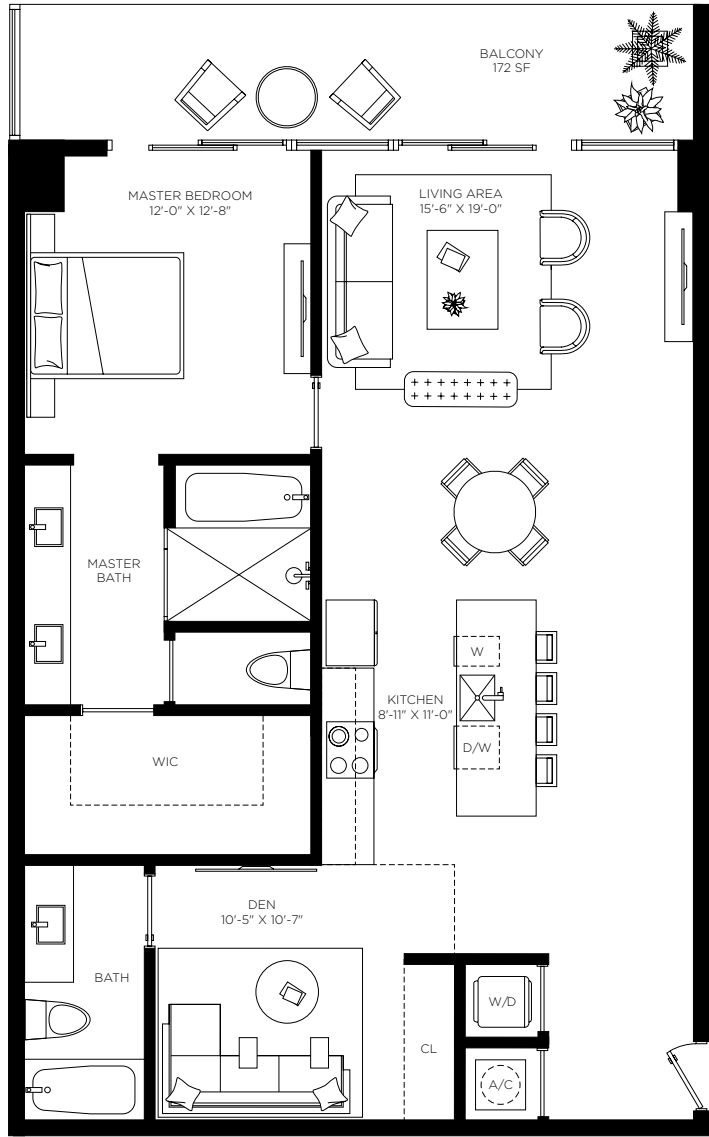 BALCONY
172 SF
MASTER BEDROOM
12'-0" X 12'-8"
LIVING AREA
15'-6" X 19'-0"
MASTER
BATH
W
KITCHEN
8'-11" X 11'-0"
D/W
WIC
DEN
10'-5" X 10'-7"
BATH
W/D
CL
A/C